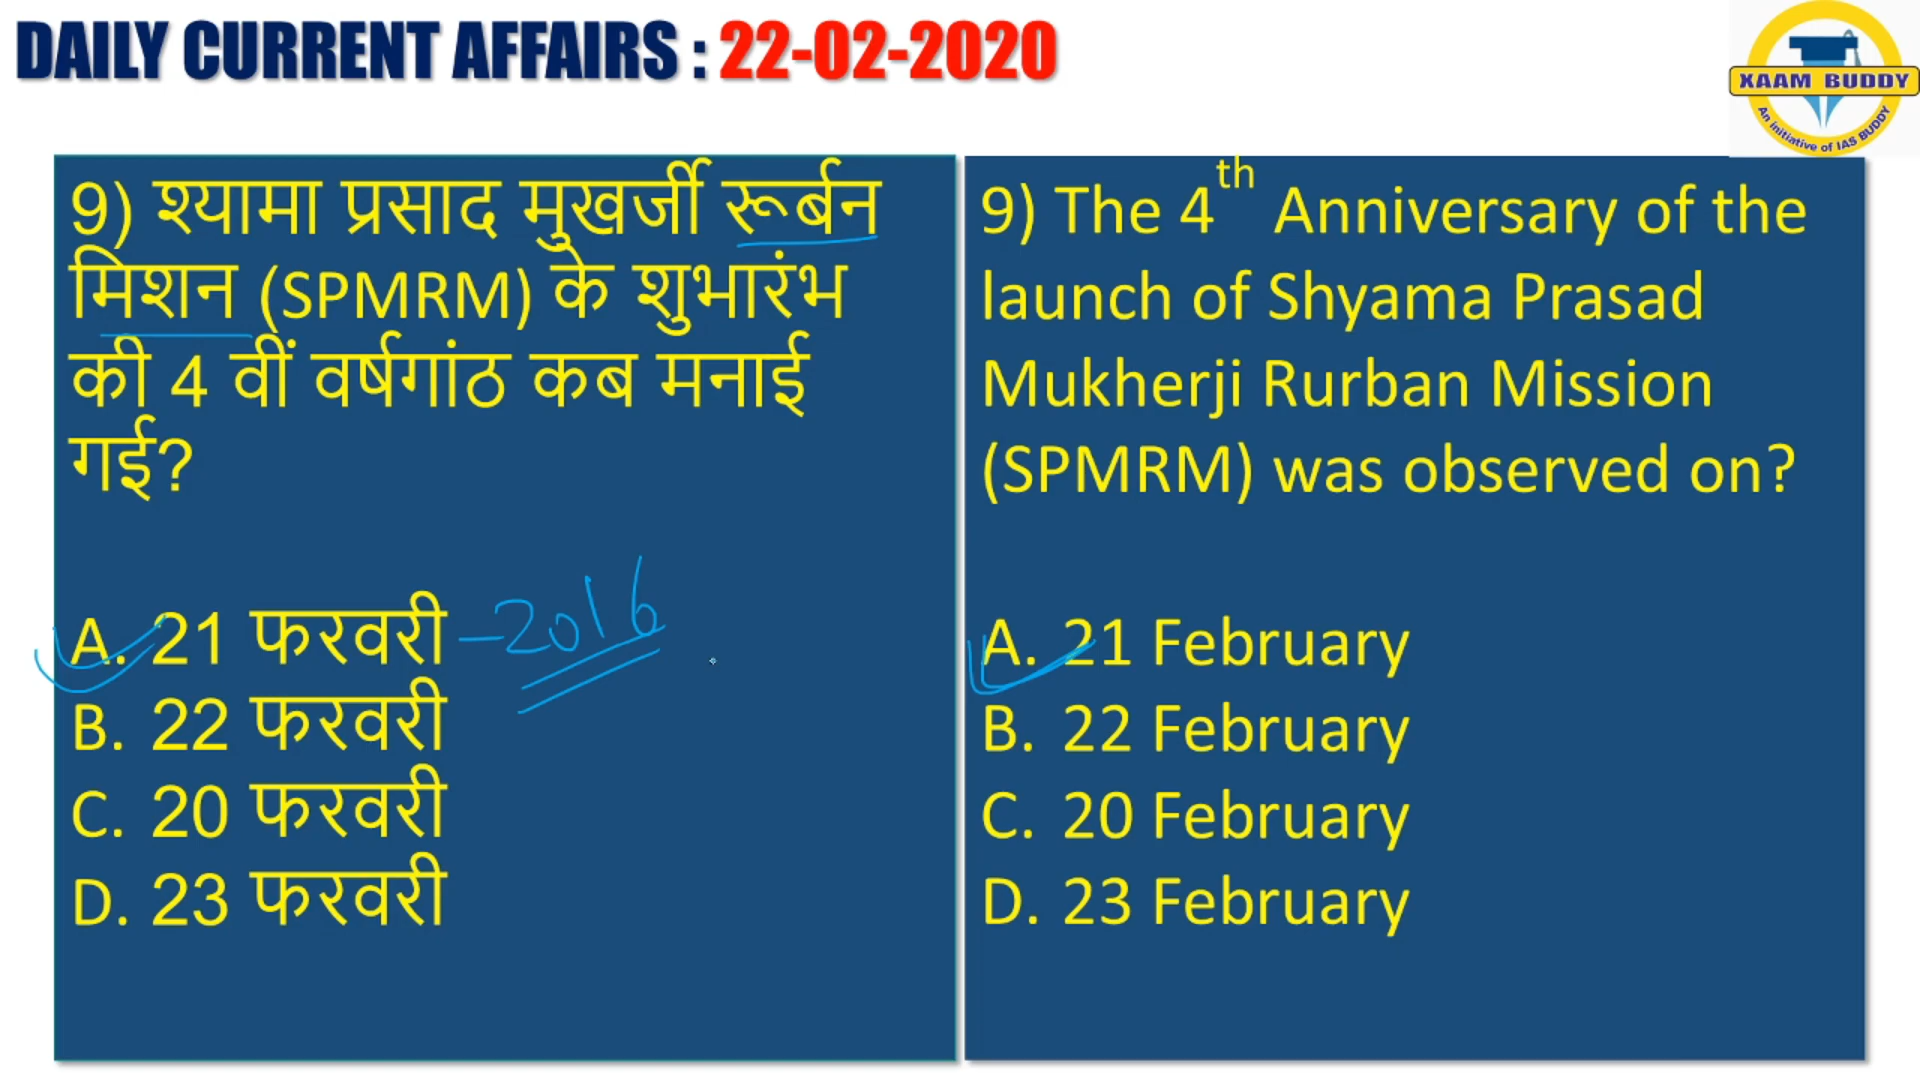 DAILY CURRENT AFFAIRS : 22-02-2020
XAAM BUDDY
An initiative of IAS BUDDY
9) श्यामा प्रसाद मुखर्जी रूर्बन
मिशन (SPMRM) के शुभारंभ
की 4 वीं वर्षगांठ कब मनाई
गई?
A. 21 फरवरी -2016
B. 22 फरवरी
C. 20 फरवरी
D. 23 फरवरी
9) The 4th Anniversary of the
launch of Shyama Prasad
Mukherji Rurban Mission
(SPMRM) was observed on?
A. 21 February
B. 22 February
C. 20 February
D. 23 February